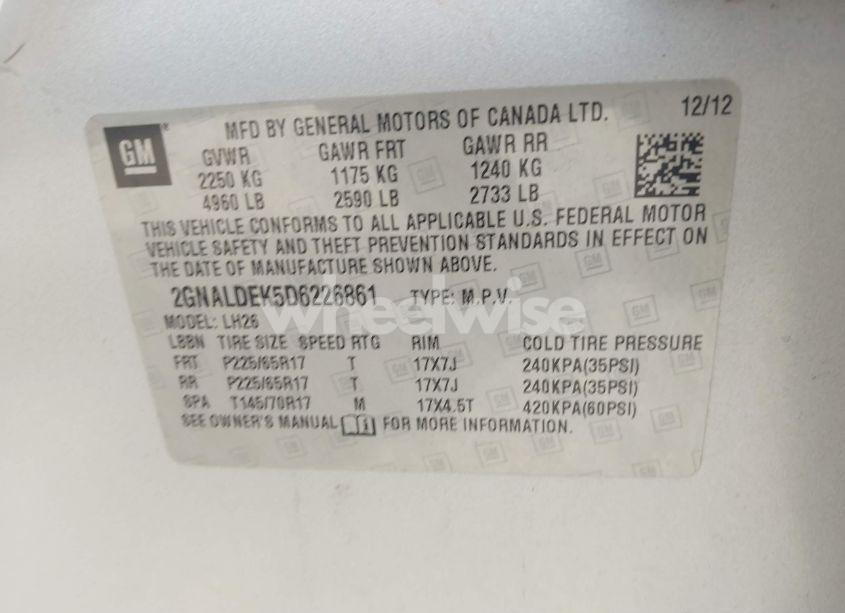 GM
MFD BY GENERAL MOTORS OF CANADA LTD. 12/12
GVWR GAWR FRT GAWR RR
2250 KG 1175 KG 1240 KG
4960 LB 2590 LB 2733 LB
THIS VEHICLE CONFORMS TO ALL APPLICABLE U.S. FEDERAL MOTOR
VEHICLE SAFETY AND THEFT PREVENTION STANDARDS IN EFFECT ON
THE DATE OF MANUFACTURE SHOWN ABOVE.
2GNALDEK5D6226861 TYPE: M.P.V.
wheelwise
MODEL: LH26
LBBN TIRE SIZE SPEED RTG RIM COLD TIRE PRESSURE
FRT P225/65R17 T 17X7J 240KPA(35PSI)
RR P225/65R17 T 17X7J 240KPA(35PSI)
SPA T145/70R17 M 17X4.5T 420KPA(60PSI)
SEE OWNER'S MANUAL FOR MORE INFORMATION.